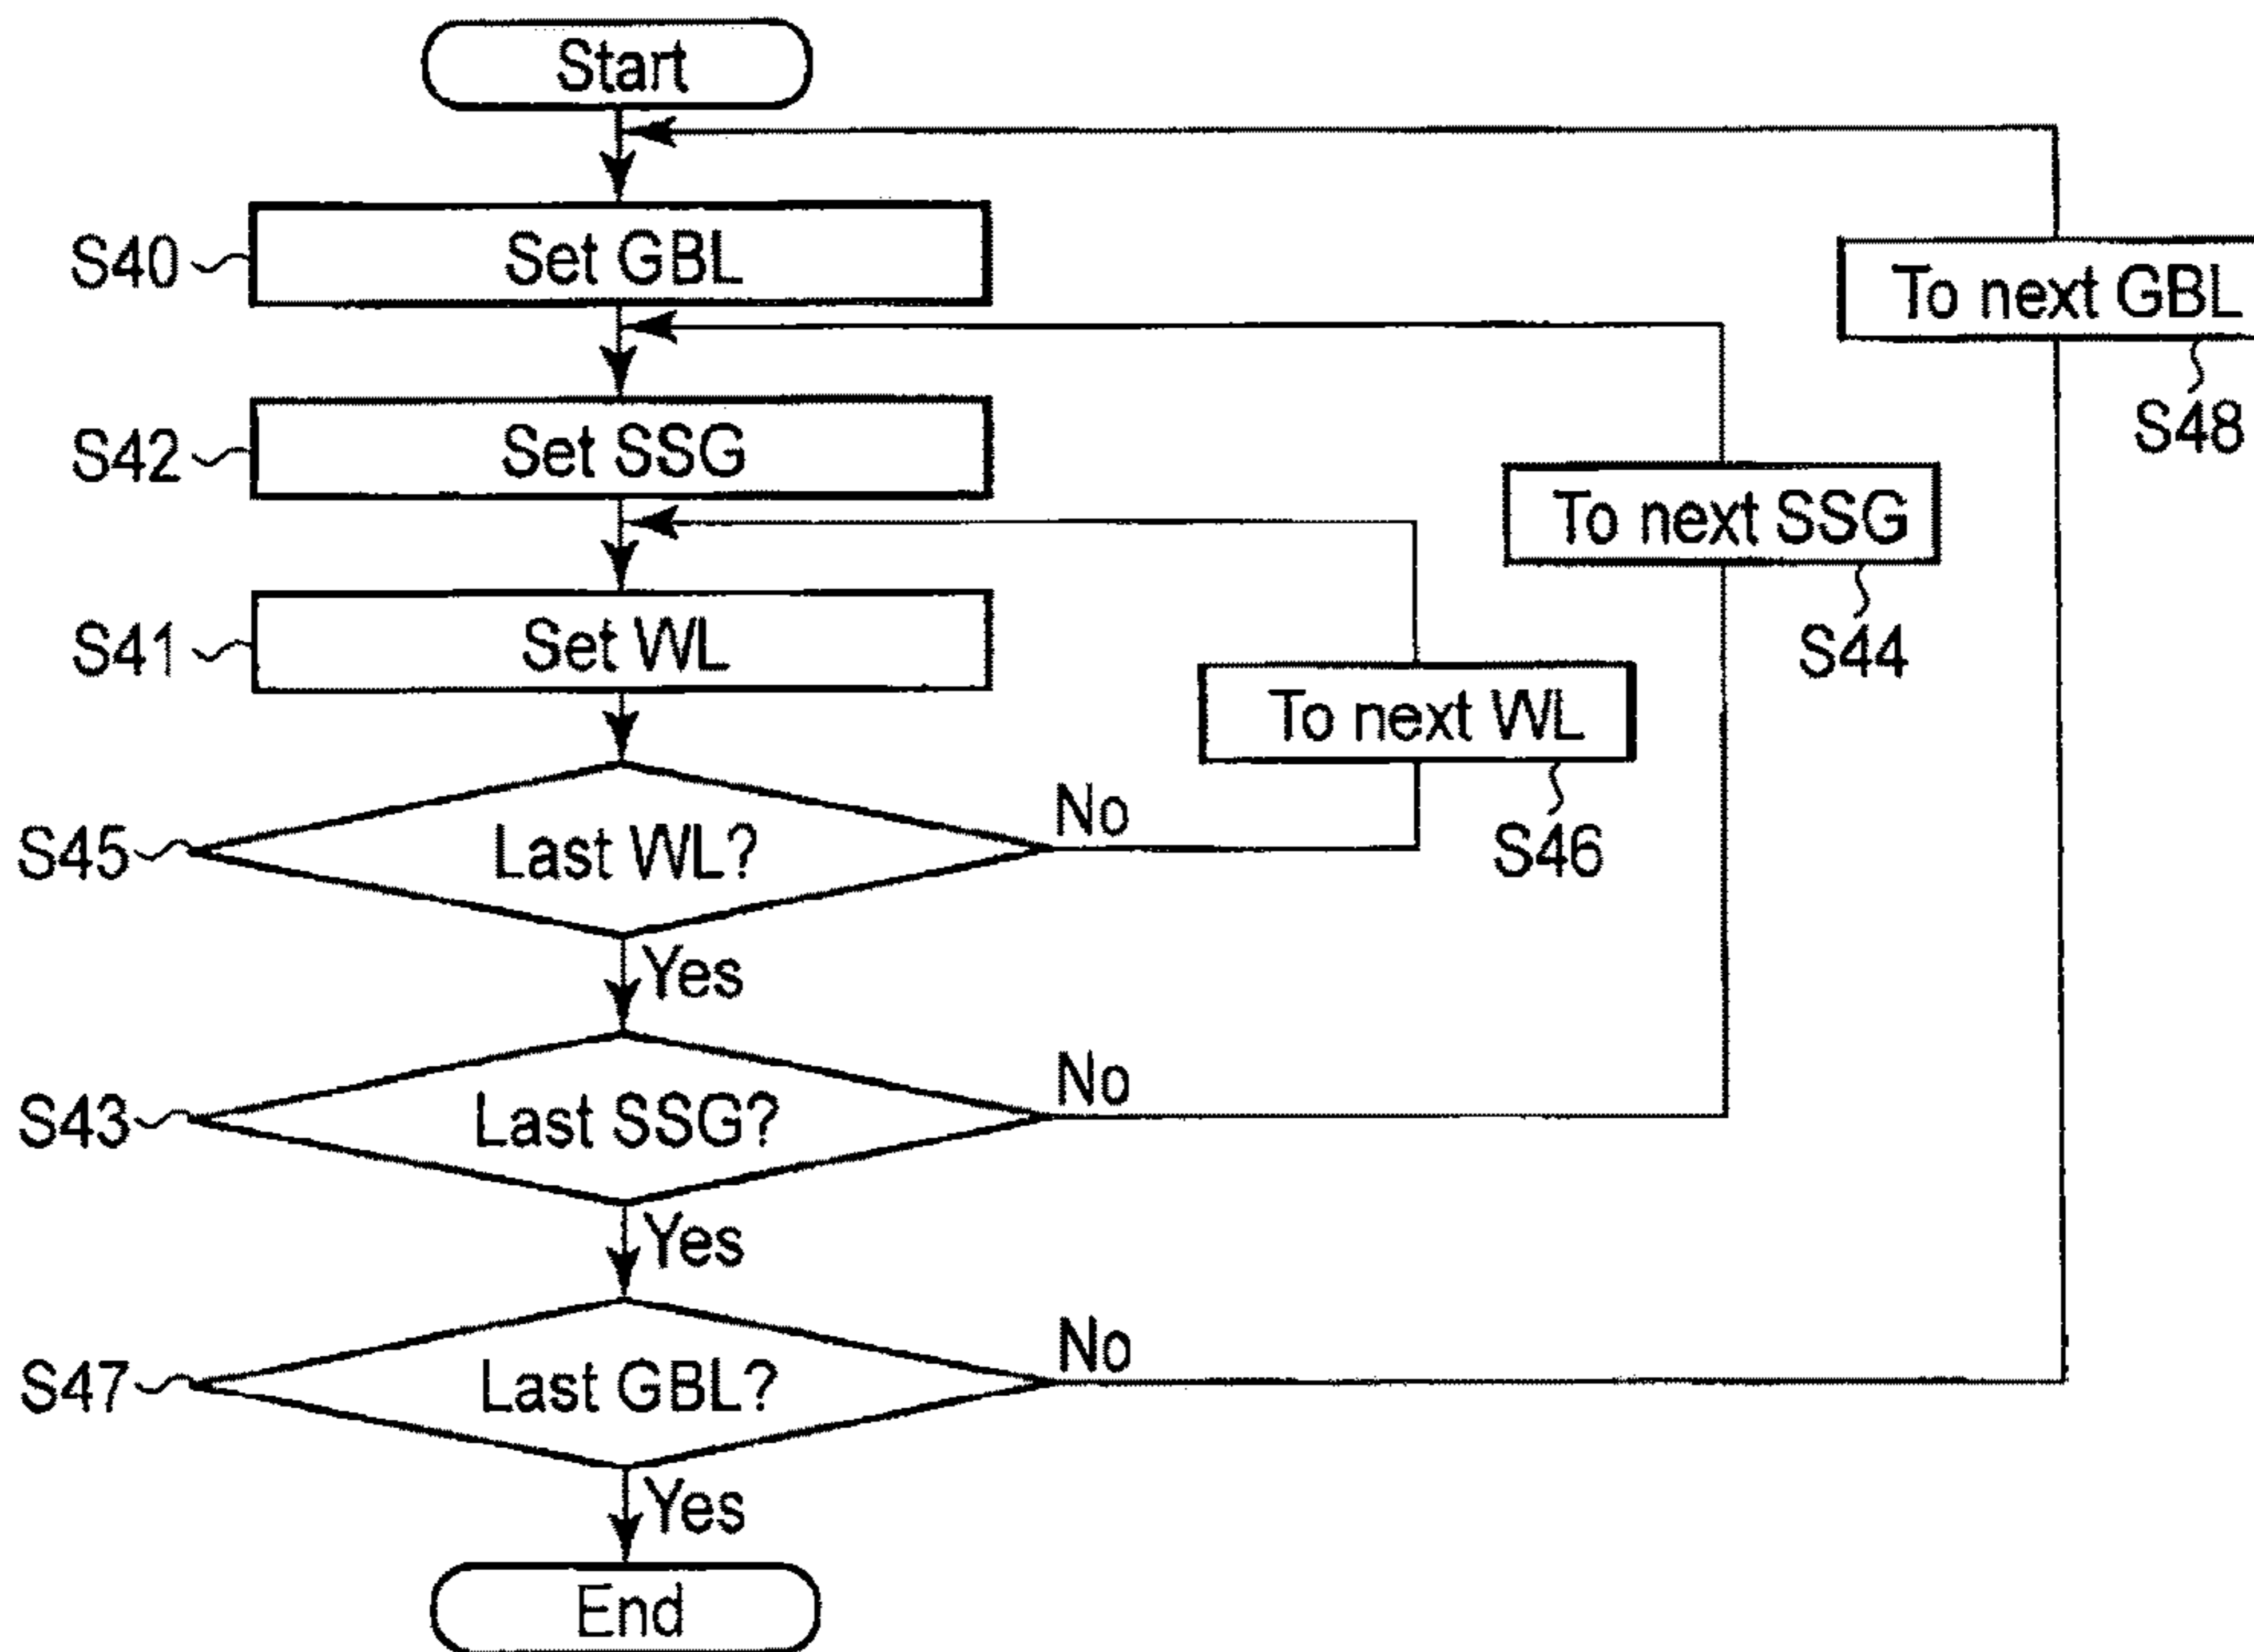 Start
S40
Set GBL
To next GBL
S48
S42
Set SSG
To next SSG
S44
S41
Set WL
To next WL
S46
S45
Last WL?
No
Yes
S43
Last SSG?
No
Yes
S47
Last GBL?
No
Yes
End